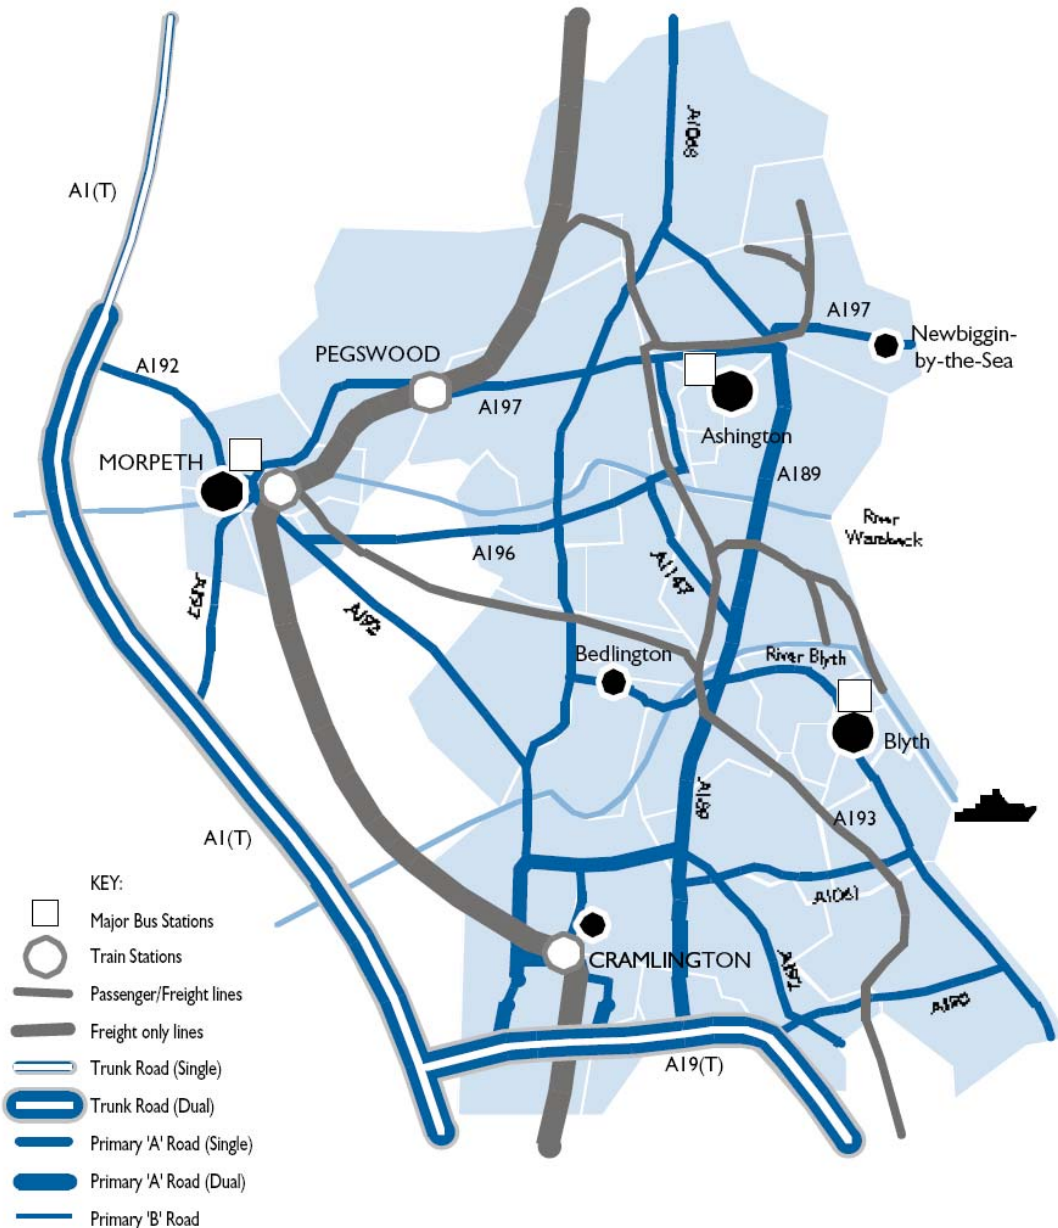 A1068
A1(T)
A197
Newbiggin-
by-the-Sea
PEGSWOOD
A192
A197
Ashington
MORPETH
A189
River
Wansbeck
A196
A1147
A192
Bedlington
River Blyth
Blyth
A189
A193
A1(T)
A1061
CRAMLINGTON
A190
A19(T)
KEY:
Major Bus Stations
Train Stations
Passenger/Freight lines
Freight only lines
Trunk Road (Single)
Trunk Road (Dual)
Primary 'A' Road (Single)
Primary 'A' Road (Dual)
Primary 'B' Road